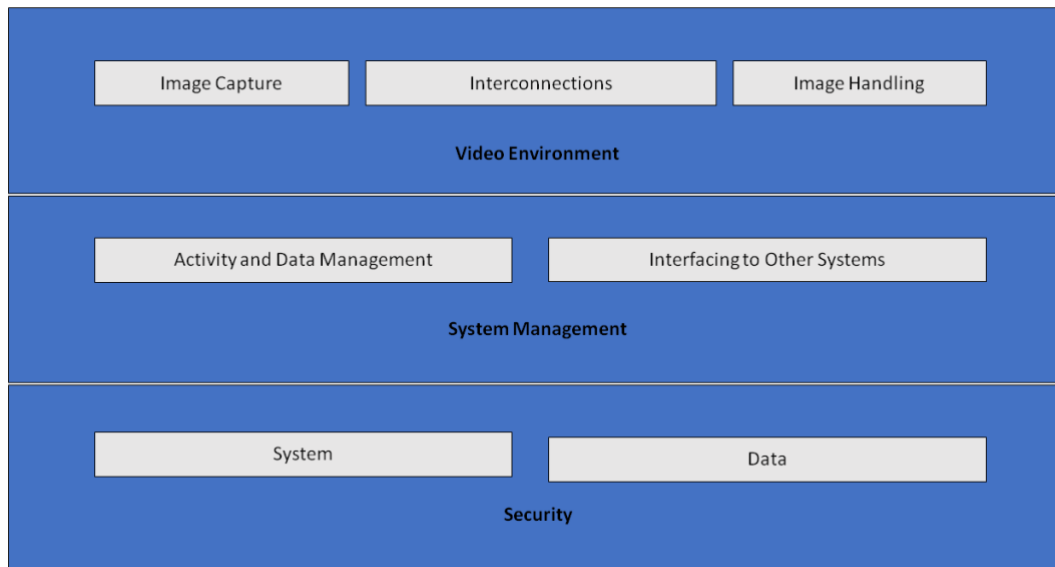 Image Capture
Interconnections
Image Handling
Video Environment
Activity and Data Management
Interfacing to Other Systems
System Management
System
Data
Security